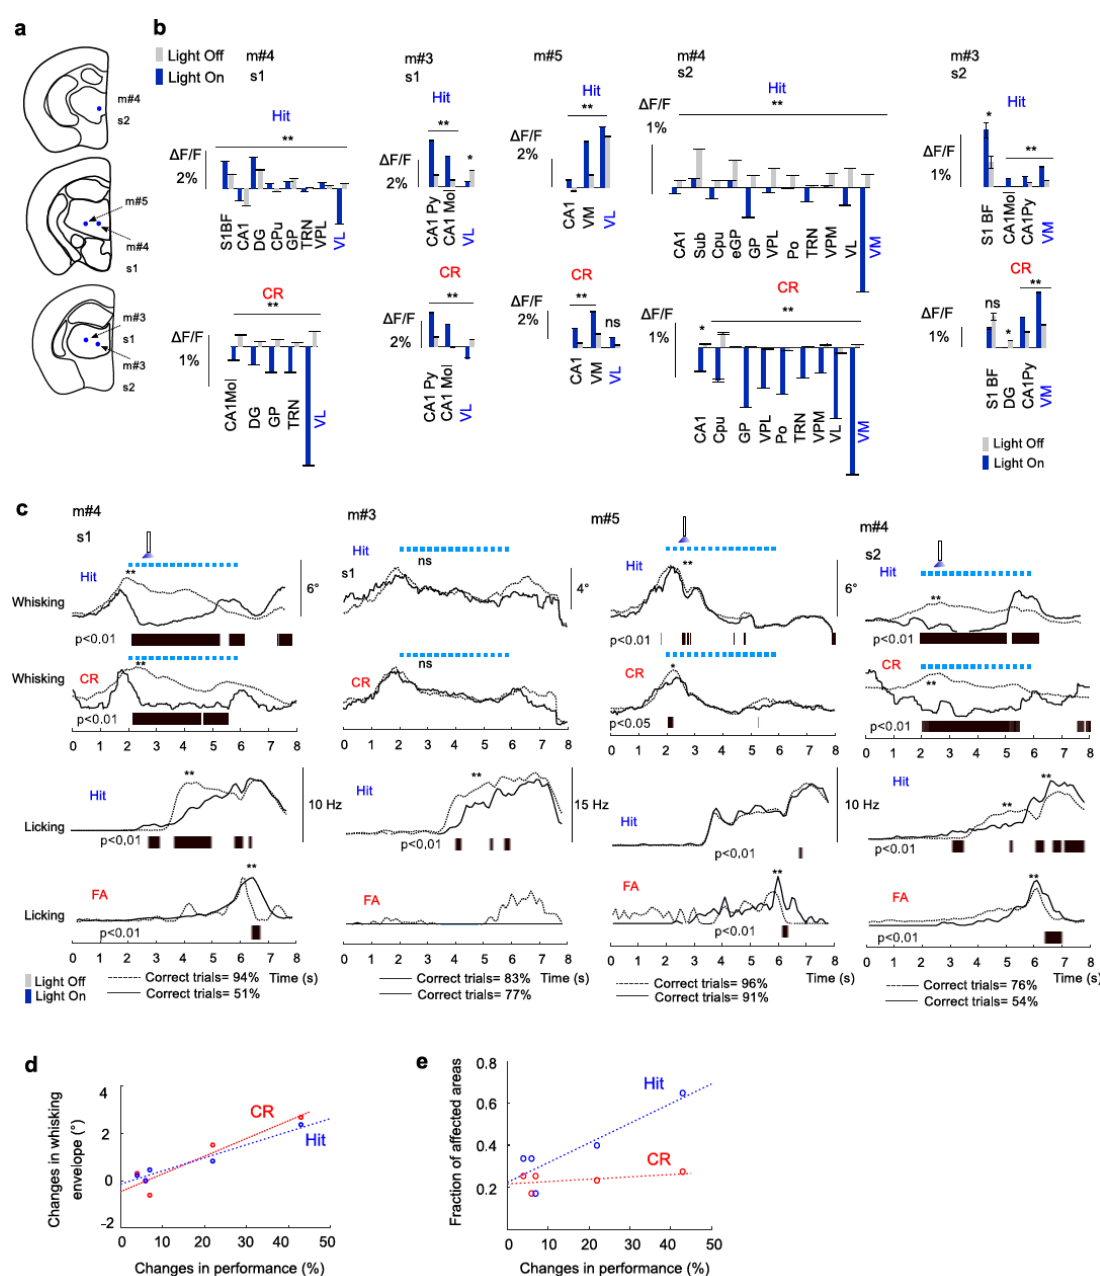 a
m#4
s2
m#5
m#4
s1
m#3
s1
m#3
s2
b
Light Off
Light On
m#4
s1
Hit
**
ΔF/F
2%
S1BF
CA1
DG
CPu
GP
TRN
VPL
VL
CR
**
ΔF/F
1%
CA1Mol
DG
GP
TRN
VL
m#3
s1
Hit
**
*
ΔF/F
2%
CA1 Py
CA1 Mol
VL
CR
**
ΔF/F
2%
CA1 Py
CA1 Mol
VL
m#5
Hit
**
ΔF/F
2%
CA1
VM
VL
CR
ΔF/F
2%
**
ns
CA1
VM
VL
m#4
s2
Hit
**
ΔF/F
1%
CA1
Sub
Cpu
eGP
GP
VPL
Po
TRN
VPM
VL
VM
CR
**
*
ΔF/F
1%
CA1
Cpu
GP
VPL
Po
TRN
VPM
VL
VM
m#3
s2
Hit
*
**
ΔF/F
1%
S1 BF
CA1Mol
CA1Py
VM
CR
**
ns
*
ΔF/F
1%
S1 BF
DG
CA1Py
VM
Light Off
Light On
c
m#4
s1
Hit
**
6°
Whisking
p<0.01
CR
**
Whisking
p<0.01
0 1 2 3 4 5 6 7 8
Hit
**
10 Hz
Licking
p<0.01
FA
**
Licking
p<0.01
0 1 2 3 4 5 6 7 8
Light Off
Light On
Correct trials= 94%
Correct trials= 51%
Time (s)
m#3
Hit
s1
ns
4°
CR
ns
0 1 2 3 4 5 6 7 8
Hit
**
15 Hz
p<0.01
FA
0 1 2 3 4 5 6 7 8
Correct trials= 83%
Correct trials= 77%
m#5
Hit
**
6°
p<0.01
CR
*
p<0.05
0 1 2 3 4 5 6 7 8
Hit
10 Hz
p<0.01
FA
**
p<0.01
0 1 2 3 4 5 6 7 8
Correct trials= 96%
Correct trials= 91%
m#4
s2
Hit
**
p<0.01
CR
**
p<0.01
0 1 2 3 4 5 6 7 8
Hit
**
**
p<0.01
FA
**
p<0.01
0 1 2 3 4 5 6 7 8
Time (s)
Correct trials= 76%
Correct trials= 54%
d
Changes in whisking
envelope (°)
4
2
0
-2
CR
Hit
0 10 20 30 40 50
Changes in performance (%)
e
Fraction of affected areas
0.8
0.6
0.4
0.2
Hit
CR
0 10 20 30 40 50
Changes in performance (%)